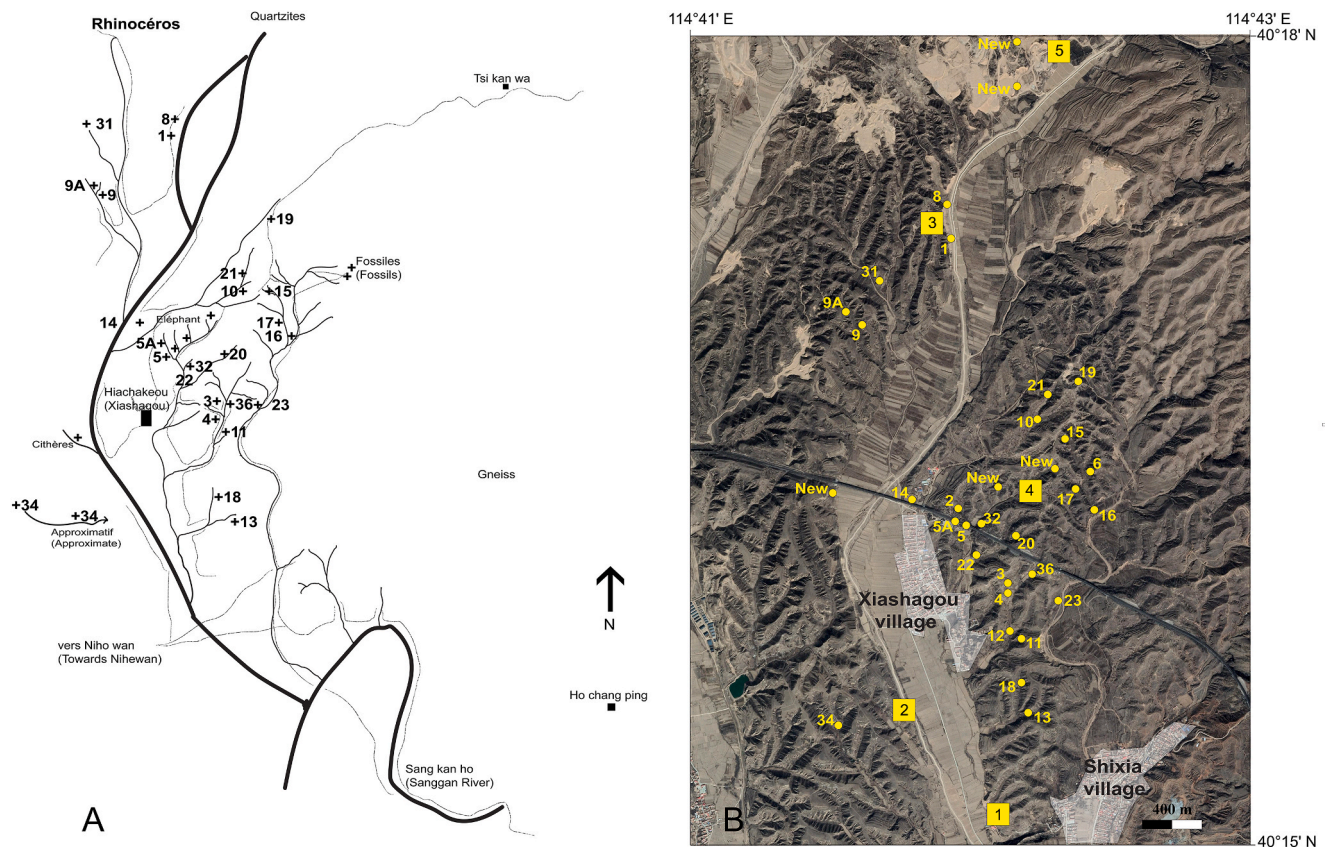 Rhinocéros
Quartzites
Tsi kan wa
+ 31
8+
1+
9A +
+9
+19
21+
10+
+15
Fossiles
(Fossils)
+
+
14 +
Eléphant +
17+
16 +
5A+
+
+
5+
+20
+32
22
Hiachakeou
(Xiashagou)
3+
+36+
23
4+
+11
Cithères +
Gneiss
+18
+13
+34
+34
Approximatif
(Approximate)
N
vers Niho wan
(Towards Nihewan)
Ho chang ping
Sang kan ho
(Sanggan River)
A
114°41' E
114°43' E
40°18' N
New
5
New
8
3
1
31
9A
9
19
21
10
15
New
6
New
4
17
New
14
2
16
5A
5
32
20
22
36
3
4
23
Xiashagou
village
12
11
18
13
2
34
Shixia
village
1
400 m
B
40°15' N